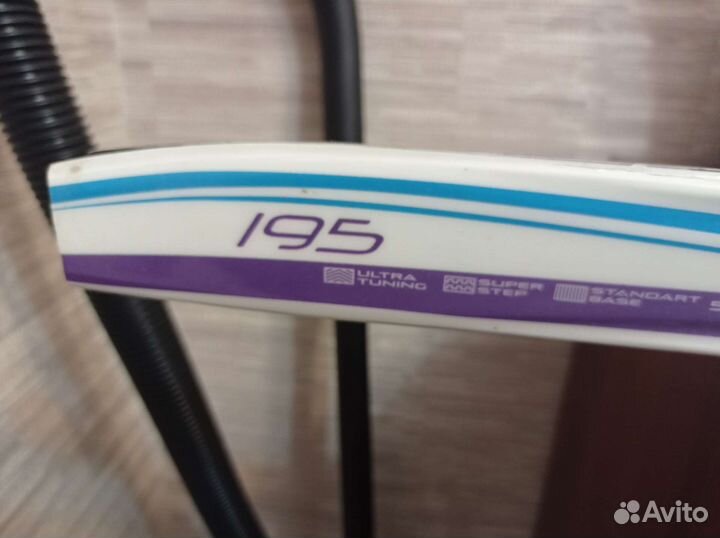 195
ULTRA
TUNING
SUPER
STEP
STANDART
BASE
Avito